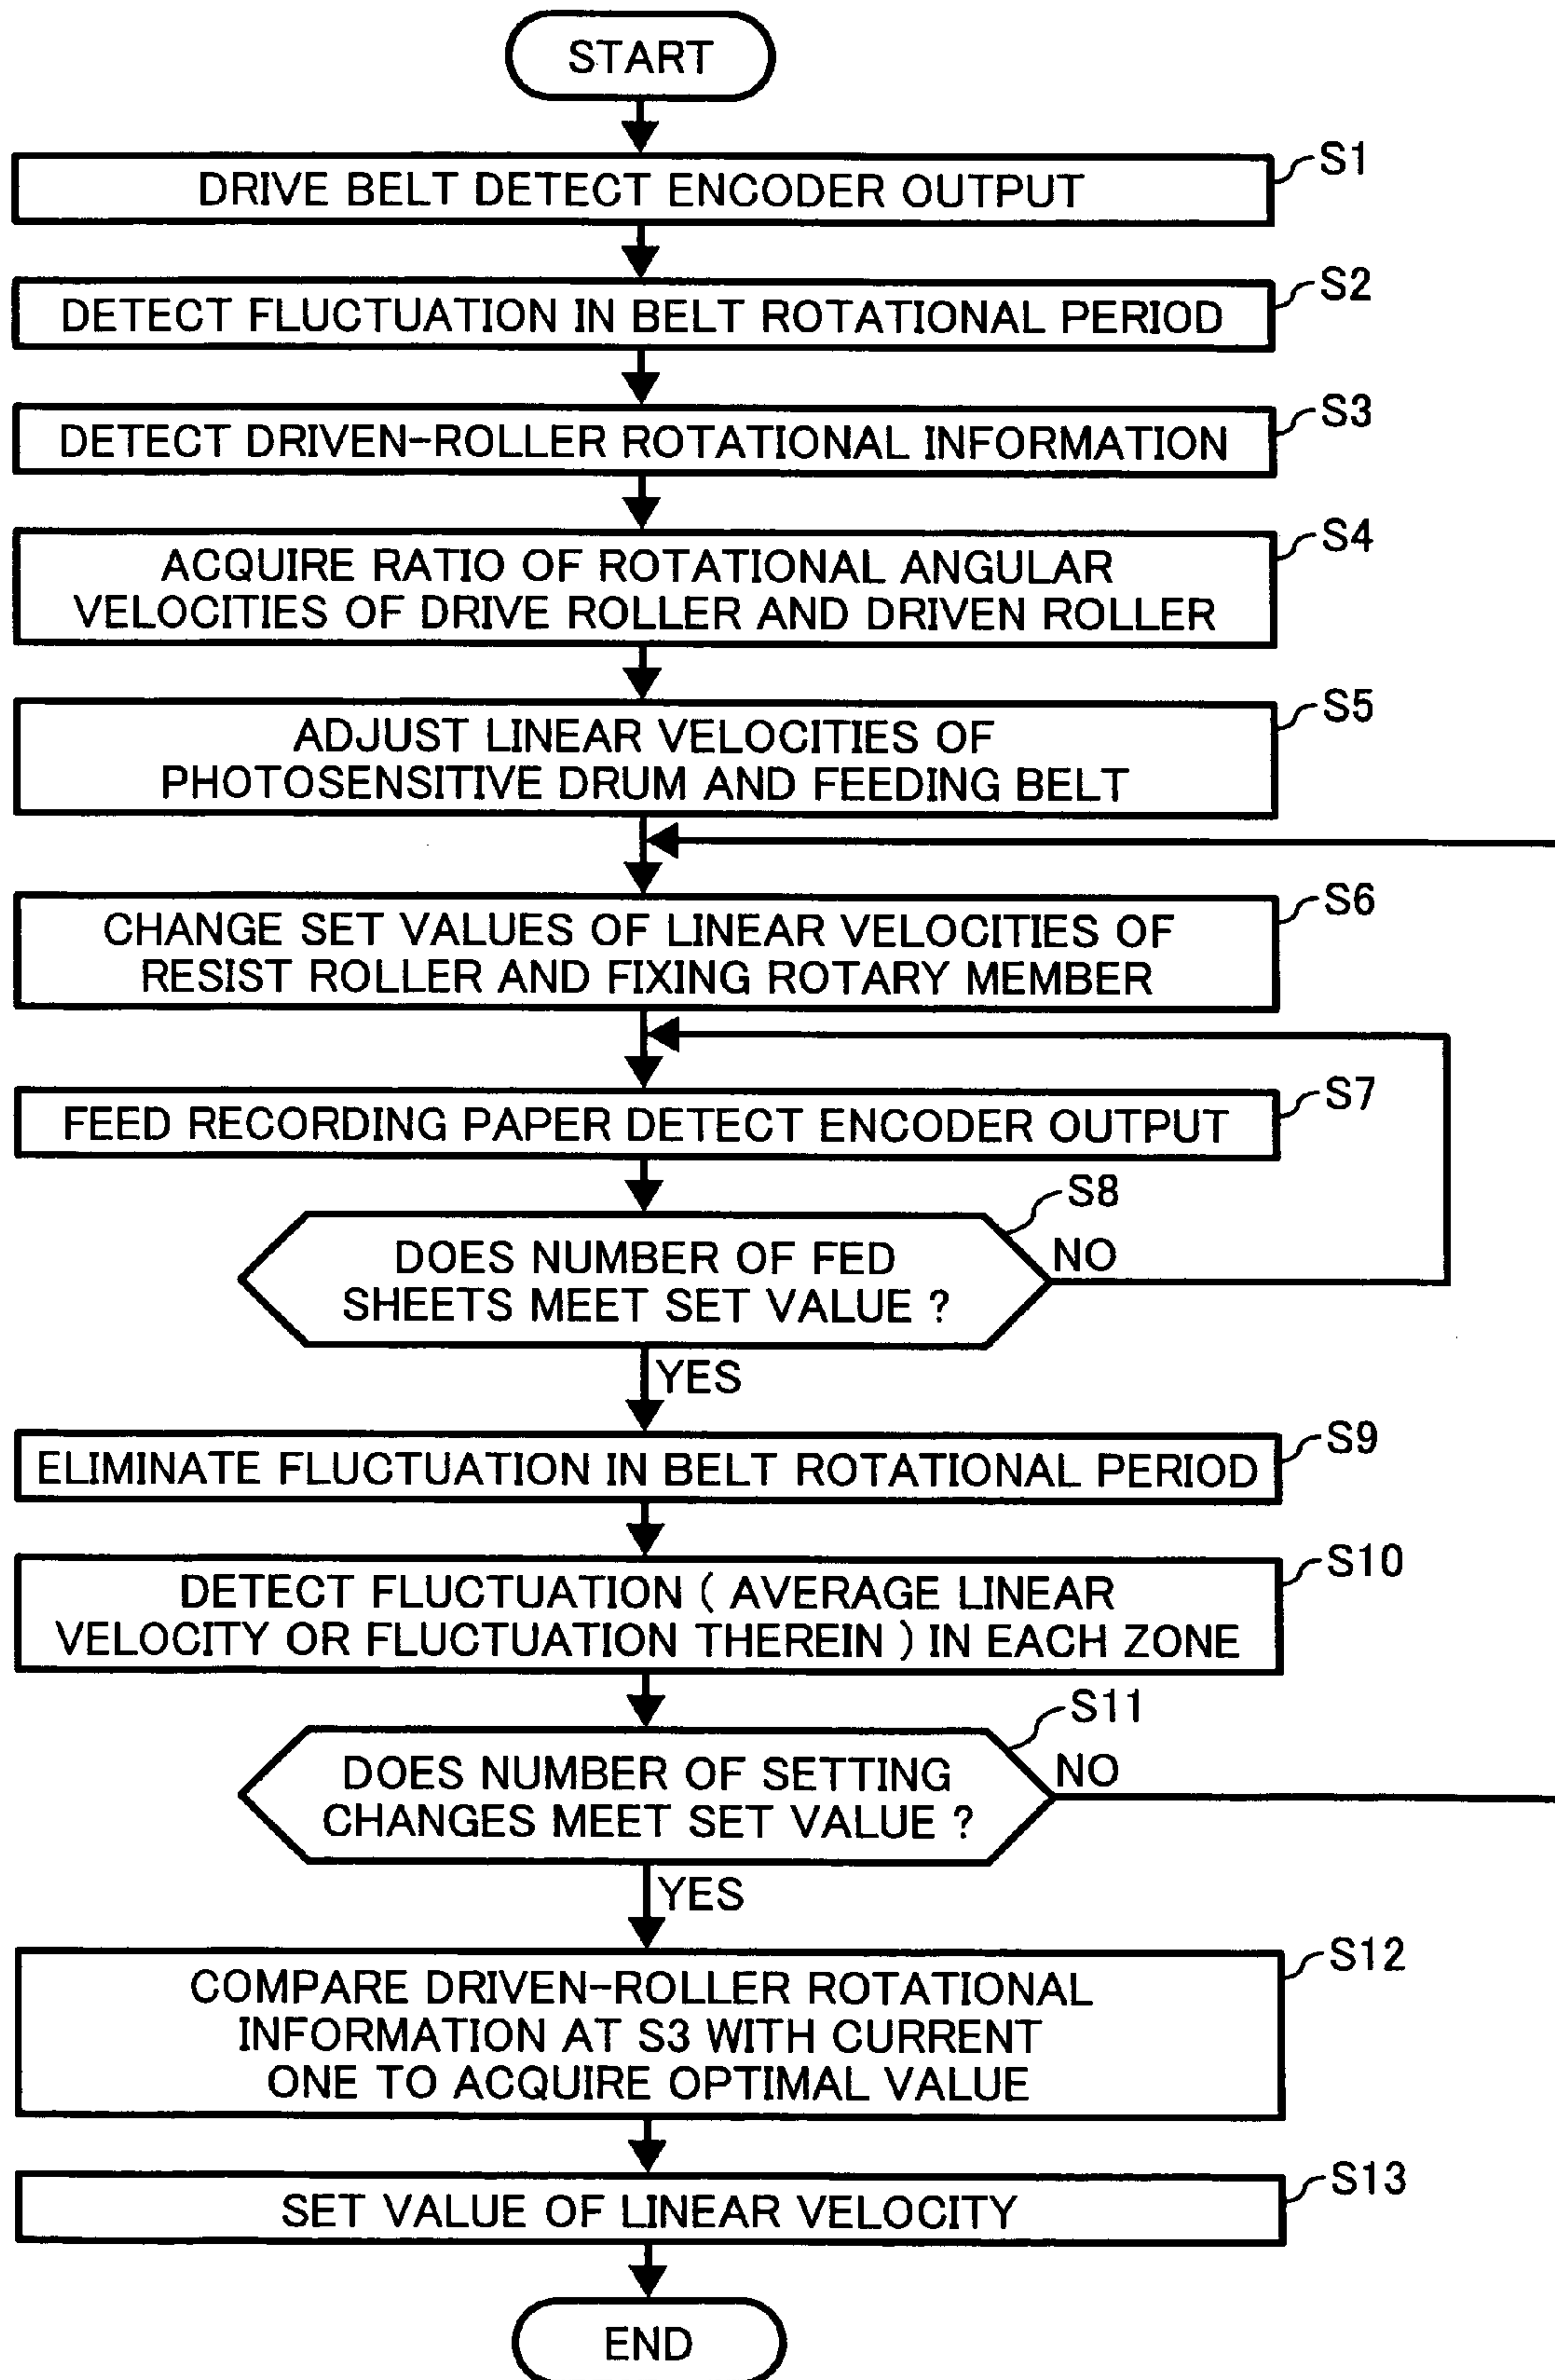 START
S1
DRIVE BELT DETECT ENCODER OUTPUT
S2
DETECT FLUCTUATION IN BELT ROTATIONAL PERIOD
S3
DETECT DRIVEN-ROLLER ROTATIONAL INFORMATION
S4
ACQUIRE RATIO OF ROTATIONAL ANGULAR
VELOCITIES OF DRIVE ROLLER AND DRIVEN ROLLER
S5
ADJUST LINEAR VELOCITIES OF
PHOTOSENSITIVE DRUM AND FEEDING BELT
S6
CHANGE SET VALUES OF LINEAR VELOCITIES OF
RESIST ROLLER AND FIXING ROTARY MEMBER
S7
FEED RECORDING PAPER DETECT ENCODER OUTPUT
S8
DOES NUMBER OF FED
SHEETS MEET SET VALUE ?
NO
YES
S9
ELIMINATE FLUCTUATION IN BELT ROTATIONAL PERIOD
S10
DETECT FLUCTUATION ( AVERAGE LINEAR
VELOCITY OR FLUCTUATION THEREIN ) IN EACH ZONE
S11
DOES NUMBER OF SETTING
CHANGES MEET SET VALUE ?
NO
YES
S12
COMPARE DRIVEN-ROLLER ROTATIONAL
INFORMATION AT S3 WITH CURRENT
ONE TO ACQUIRE OPTIMAL VALUE
S13
SET VALUE OF LINEAR VELOCITY
END